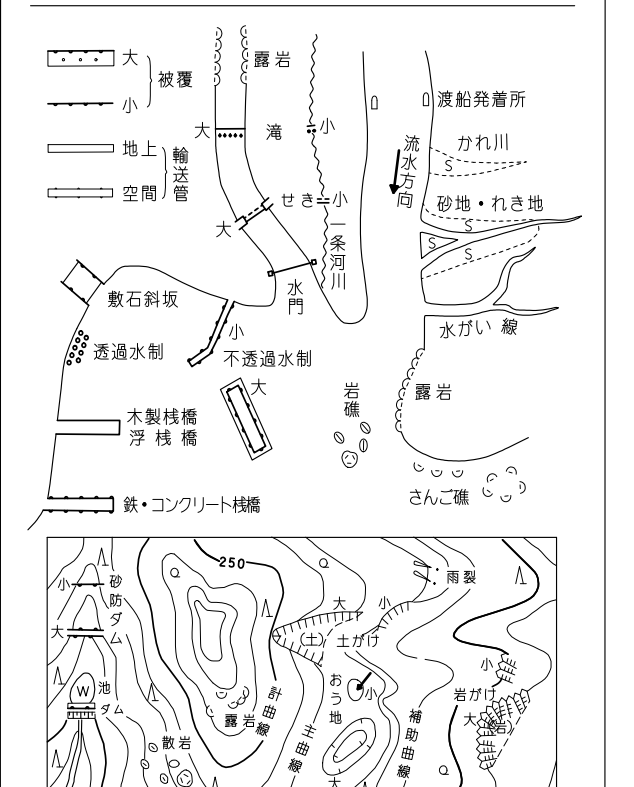 大
小
被覆
地上
空間
輸送管
露岩
大
滝
小
せき
小
大
一条河川
水門
渡船発着所
流水方向
かれ川
S
砂地・れき地
S
S
S
水がい線
敷石斜坂
透過水制
小
不透過水制
大
木製桟橋
浮桟橋
鉄・コンクリート桟橋
岩礁
露岩
さんご礁
小
砂防ダム
大
W
池
ダム
250
計曲線
露岩
散岩
大
小
(土)
土がけ
雨裂
おう地
小
主曲線
大
補助曲線
小
岩がけ
大
(岩)